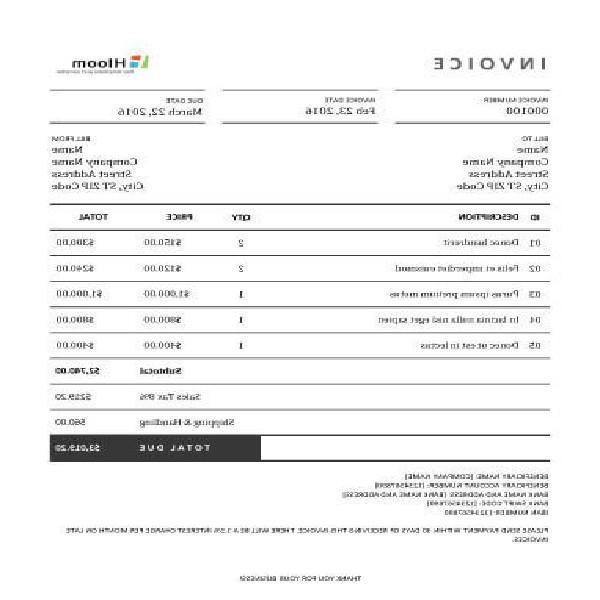 INVOICE
Hloom
INVOICE NUMBER INVOICE DATE DUE DATE
000100 Feb 23, 2016 March 22, 2016
BILL TO BILL FROM
Name Name
Company Name Company Name
Street Address Street Address
City, ST ZIP Code City, ST ZIP Code
ID DESCRIPTION QTY PRICE TOTAL
01 Donec hendrerit 2 $150.00 $300.00
02 Felis et imperdiet euismod 2 $120.00 $240.00
03 Purus ipsum pretium metus 1 $1,000.00 $1,000.00
04 In lacinia nulla nisl eget sapien 1 $800.00 $800.00
05 Donec ut est in lectus 1 $400.00 $400.00
Subtotal $2,740.00
Sales Tax 8% $219.20
Shipping & Handling $60.00
TOTAL DUE $3,019.20
BENEFICIARY NAME: [COMPANY NAME]
BENEFICIARY ACCOUNT NUMBER: [123456789]
BANK NAME AND ADDRESS: [BANK NAME AND ADDRESS]
BANK SWIFT CODE: [123456789]
IBAN NUMBER: 1234567890
PLEASE SEND PAYMENT WITHIN 30 DAYS OF RECEIVING THIS INVOICE. THERE WILL BE A 1.5% INTEREST CHARGE PER MONTH ON LATE
INVOICES.
THANK YOU FOR YOUR BUSINESS!